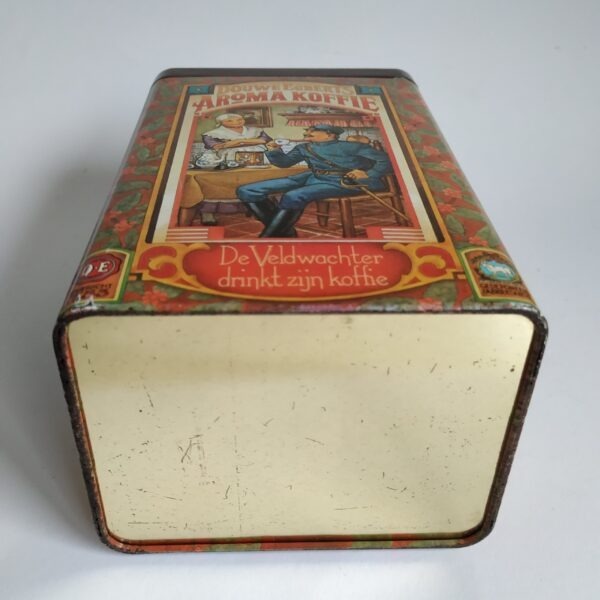 DOUWE EGBERTS
AROMA KOFFIE
De Veldwachter
drinkt zijn koffie
D·E